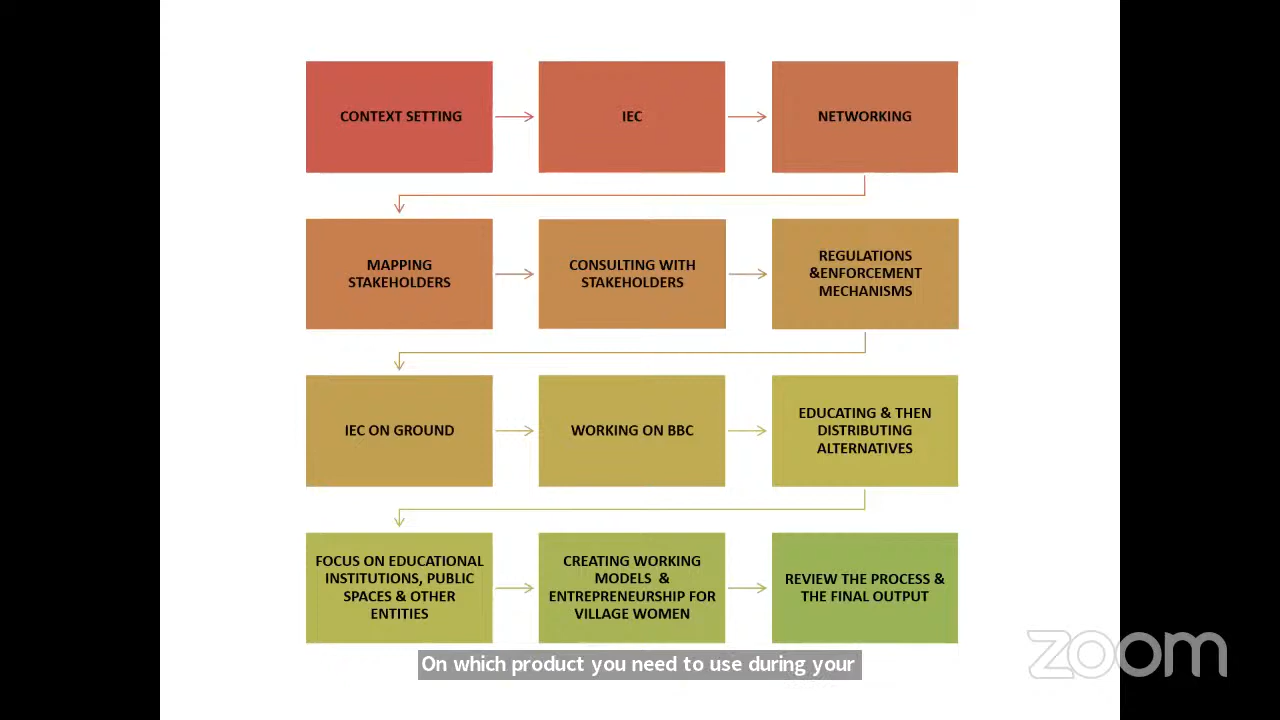 CONTEXT SETTING
IEC
NETWORKING
MAPPING
STAKEHOLDERS
CONSULTING WITH
STAKEHOLDERS
REGULATIONS
&ENFORCEMENT
MECHANISMS
IEC ON GROUND
WORKING ON BBC
EDUCATING & THEN
DISTRIBUTING
ALTERNATIVES
FOCUS ON EDUCATIONAL
INSTITUTIONS, PUBLIC
SPACES & OTHER
ENTITIES
CREATING WORKING
MODELS & 
ENTREPRENEURSHIP FOR
VILLAGE WOMEN
REVIEW THE PROCESS &
THE FINAL OUTPUT
On which product you need to use during your
zoom